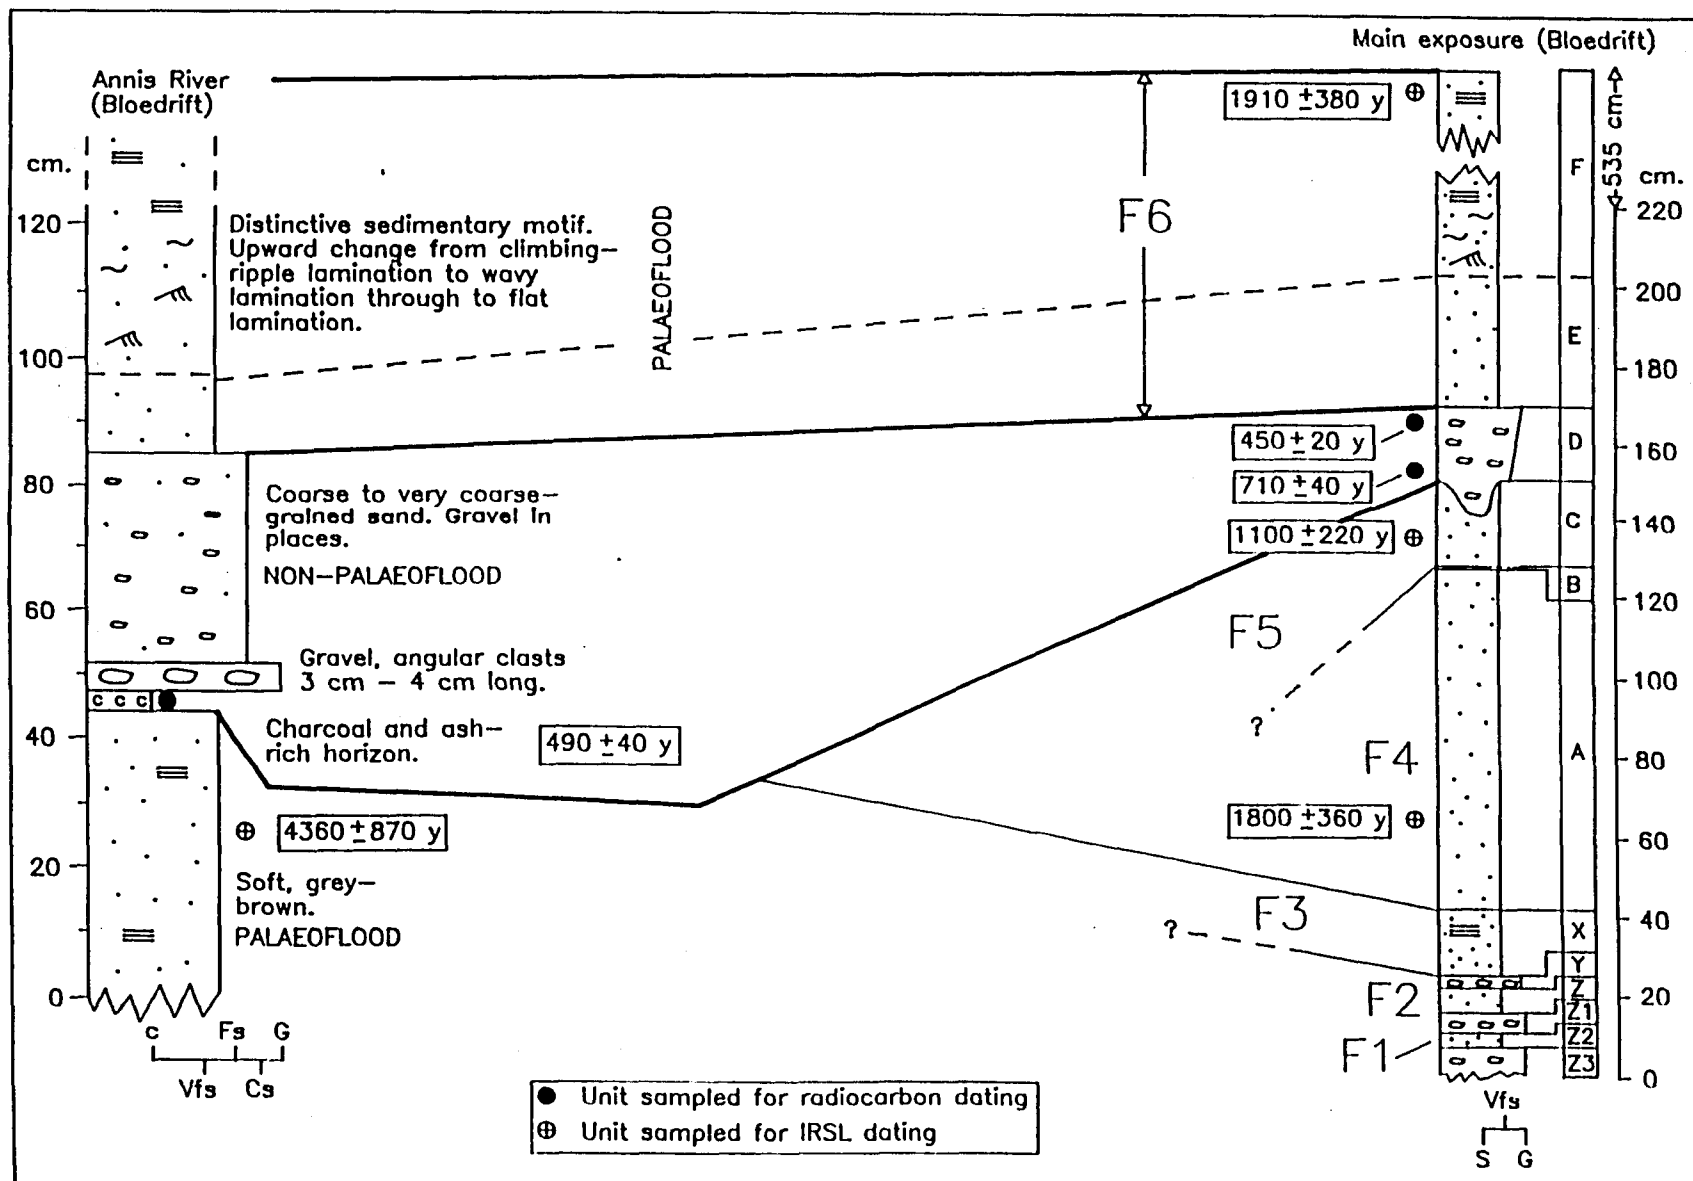 Main exposure (Bloedrift)
Annis River
(Bloedrift)
cm.
120
100
80
60
40
20
0
Distinctive sedimentary motif.
Upward change from climbing-
ripple lamination to wavy
lamination through to flat
lamination.
PALAEOFLOOD
Coarse to very coarse-
grained sand. Gravel in
places.
NON-PALAEOFLOOD
Gravel, angular clasts
3 cm - 4 cm long.
c c c
Charcoal and ash-
rich horizon.
490 ± 40 y
4360 ± 870 y
Soft, grey-
brown.
PALAEOFLOOD
c Fs G
Vfs Cs
F6
F5
F4
F3
F2
F1
?
?
1910 ± 380 y
450 ± 20 y
710 ± 40 y
1100 ± 220 y
1800 ± 360 y
F
E
D
C
B
A
X
Y
Z
Z1
Z2
Z3
535 cm
cm.
220
200
180
160
140
120
100
80
60
40
20
0
Vfs
S G
Unit sampled for radiocarbon dating
Unit sampled for IRSL dating